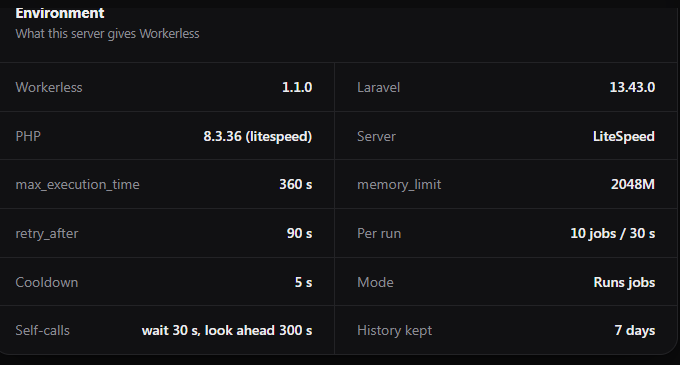 Environment
What this server gives Workerless
Workerless 1.1.0 Laravel 13.43.0
PHP 8.3.36 (litespeed) Server LiteSpeed
max_execution_time 360 s memory_limit 2048M
retry_after 90 s Per run 10 jobs / 30 s
Cooldown 5 s Mode Runs jobs
Self-calls wait 30 s, look ahead 300 s History kept 7 days